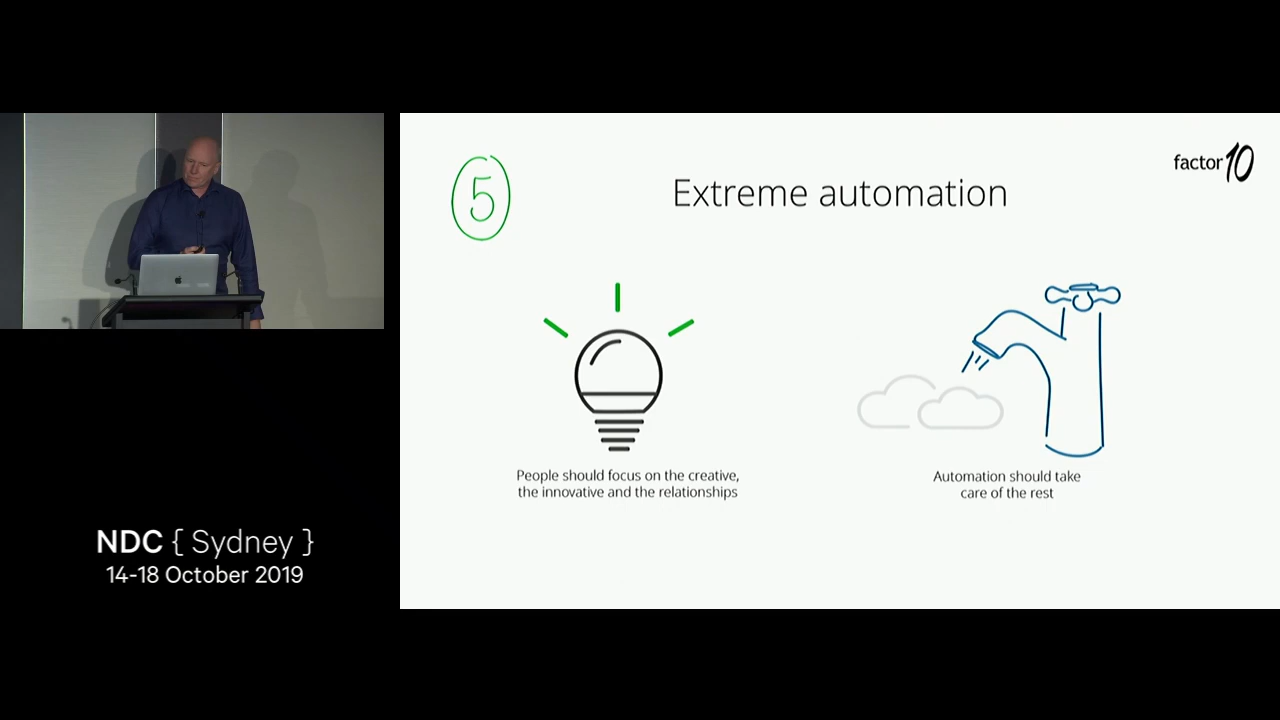 5
Extreme automation
factor10
People should focus on the creative,
the innovative and the relationships
Automation should take
care of the rest
NDC { Sydney }
14-18 October 2019